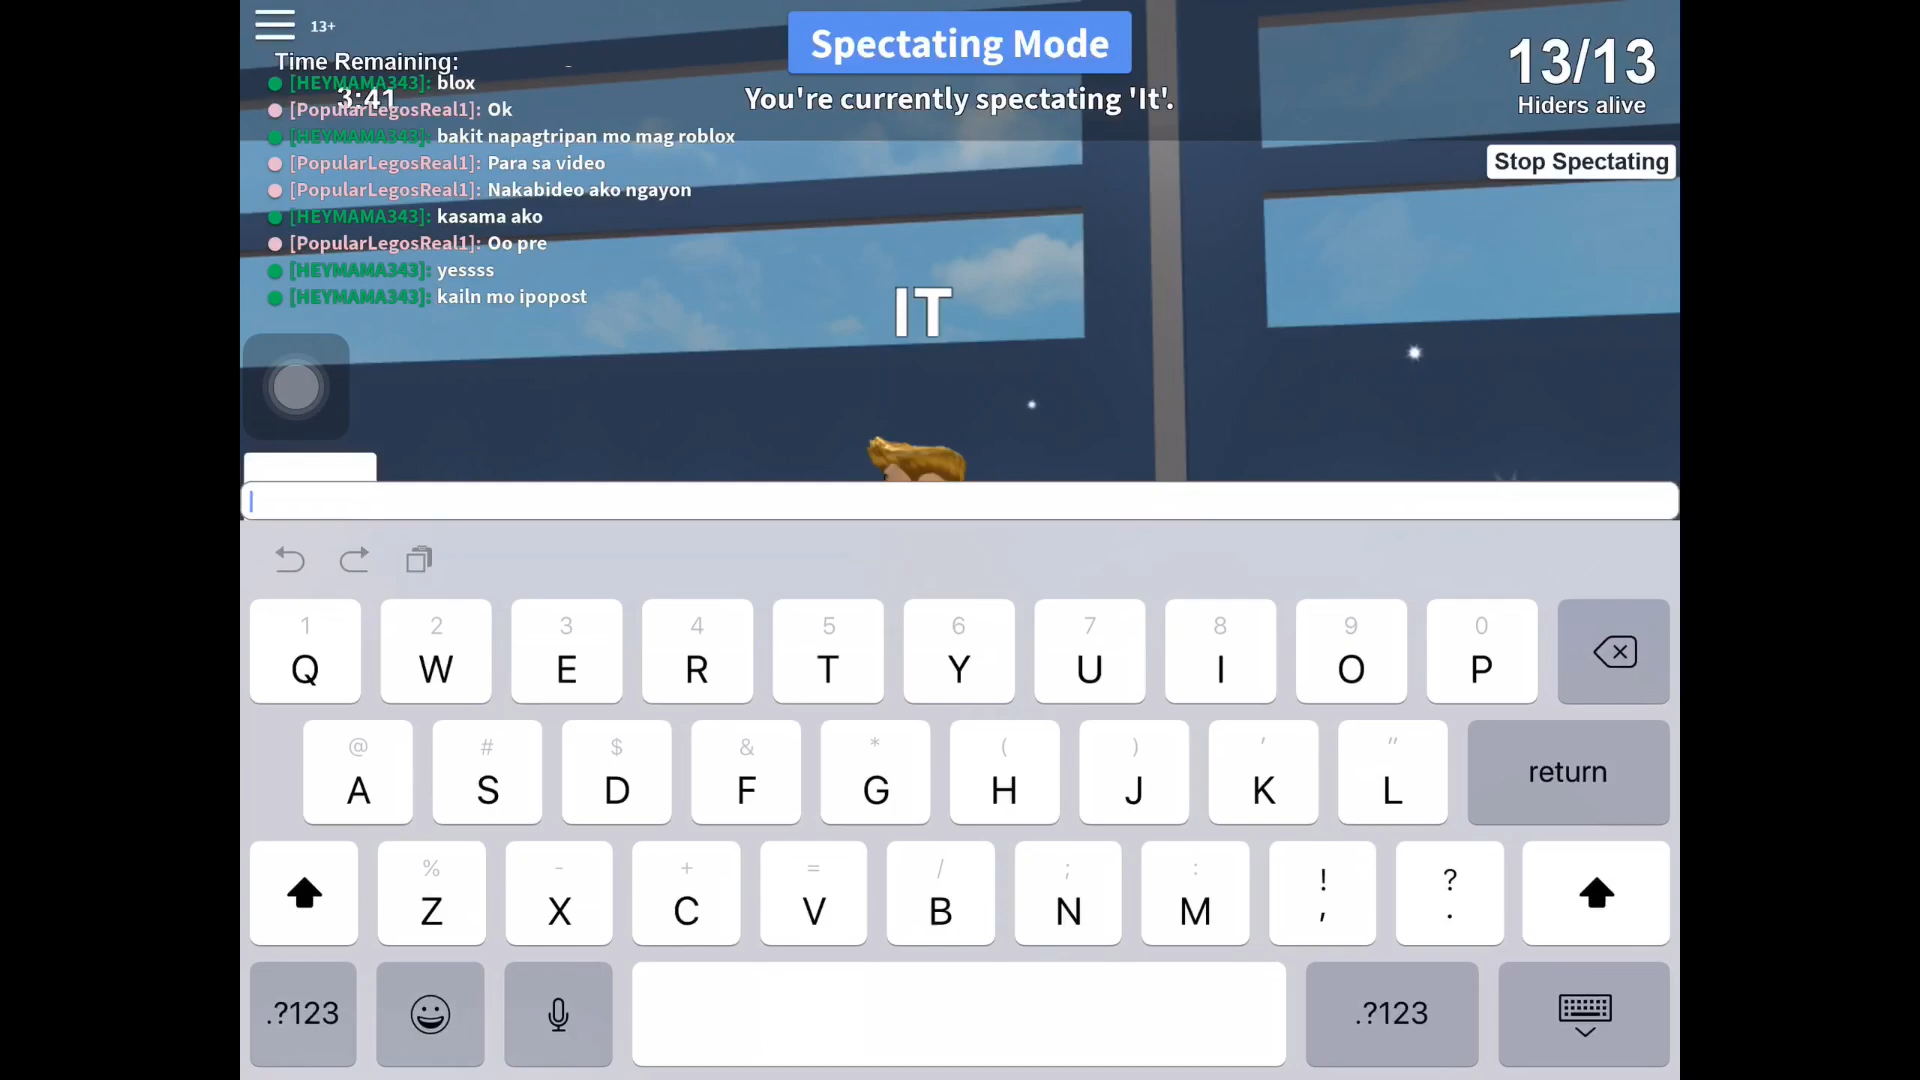 13+
Spectating Mode
You're currently spectating 'It'.
13/13
Hiders alive
Stop Spectating
Time Remaining:
3:41
[HEYMAMA343]: blox
[PopularLegosReal1]: Ok
[HEYMAMA343]: bakit napagtripan mo mag roblox
[PopularLegosReal1]: Para sa video
[PopularLegosReal1]: Nakabideo ako ngayon
[HEYMAMA343]: kasama ako
[PopularLegosReal1]: Oo pre
[HEYMAMA343]: yessss
[HEYMAMA343]: kailn mo ipopost
IT
1 2 3 4 5 6 7 8 9 0
Q W E R T Y U I O P
@ # $ & * ( ) ' "
A S D F G H J K L return
% - + = / ; : ! ?
Z X C V B N M , .
.?123 .?123